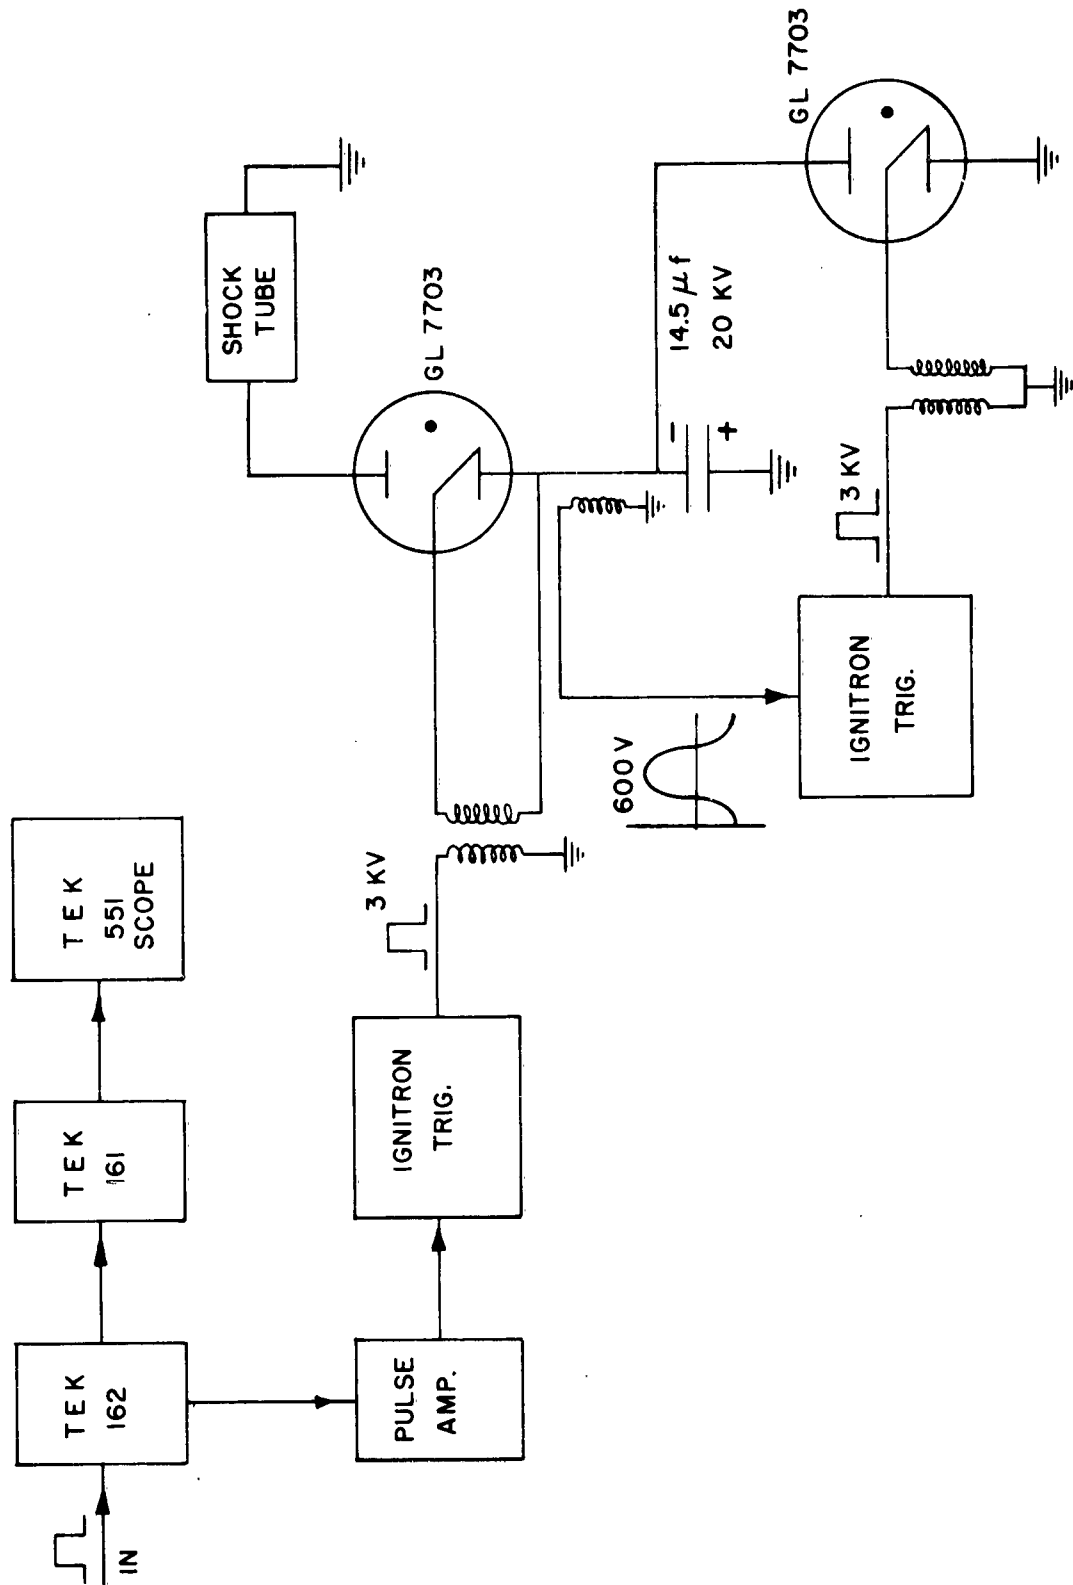 IN
TEK
162
TEK
161
TEK
551
SCOPE
PULSE
AMP.
IGNITRON
TRIG.
3 KV
SHOCK
TUBE
GL 7703
600V
14.5 μf
20 KV
−
+
IGNITRON
TRIG.
3 KV
GL 7703